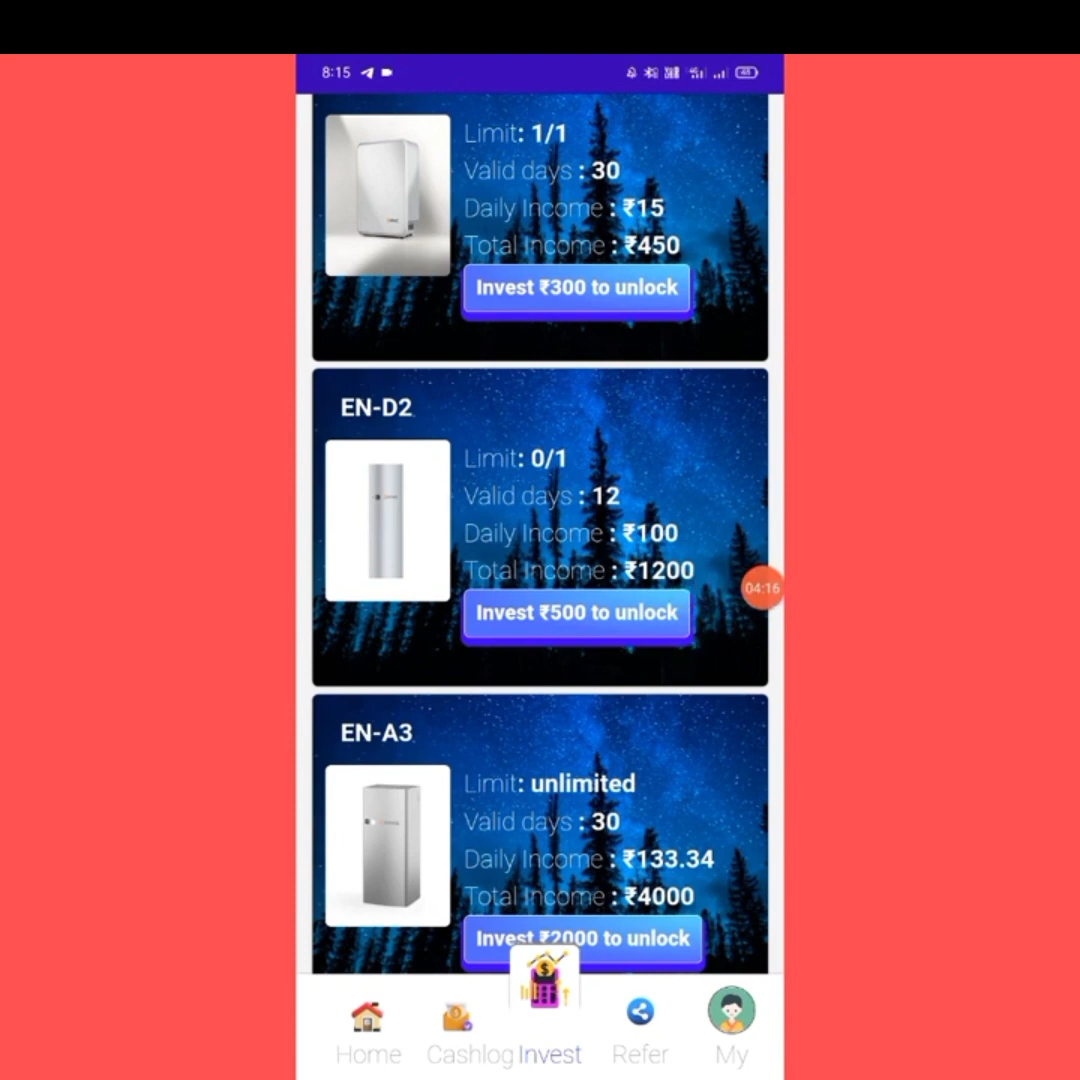 8:15
48
Limit: 1/1
Valid days : 30
Daily Income : ₹15
Total Income : ₹450
Invest ₹300 to unlock
EN-D2
Limit: 0/1
Valid days : 12
Daily Income : ₹100
Total Income : ₹1200
Invest ₹500 to unlock
04:16
EN-A3
Limit: unlimited
Valid days : 30
Daily Income : ₹133.34
Total Income : ₹4000
Invest ₹2000 to unlock
Home Cashlog Invest Refer My